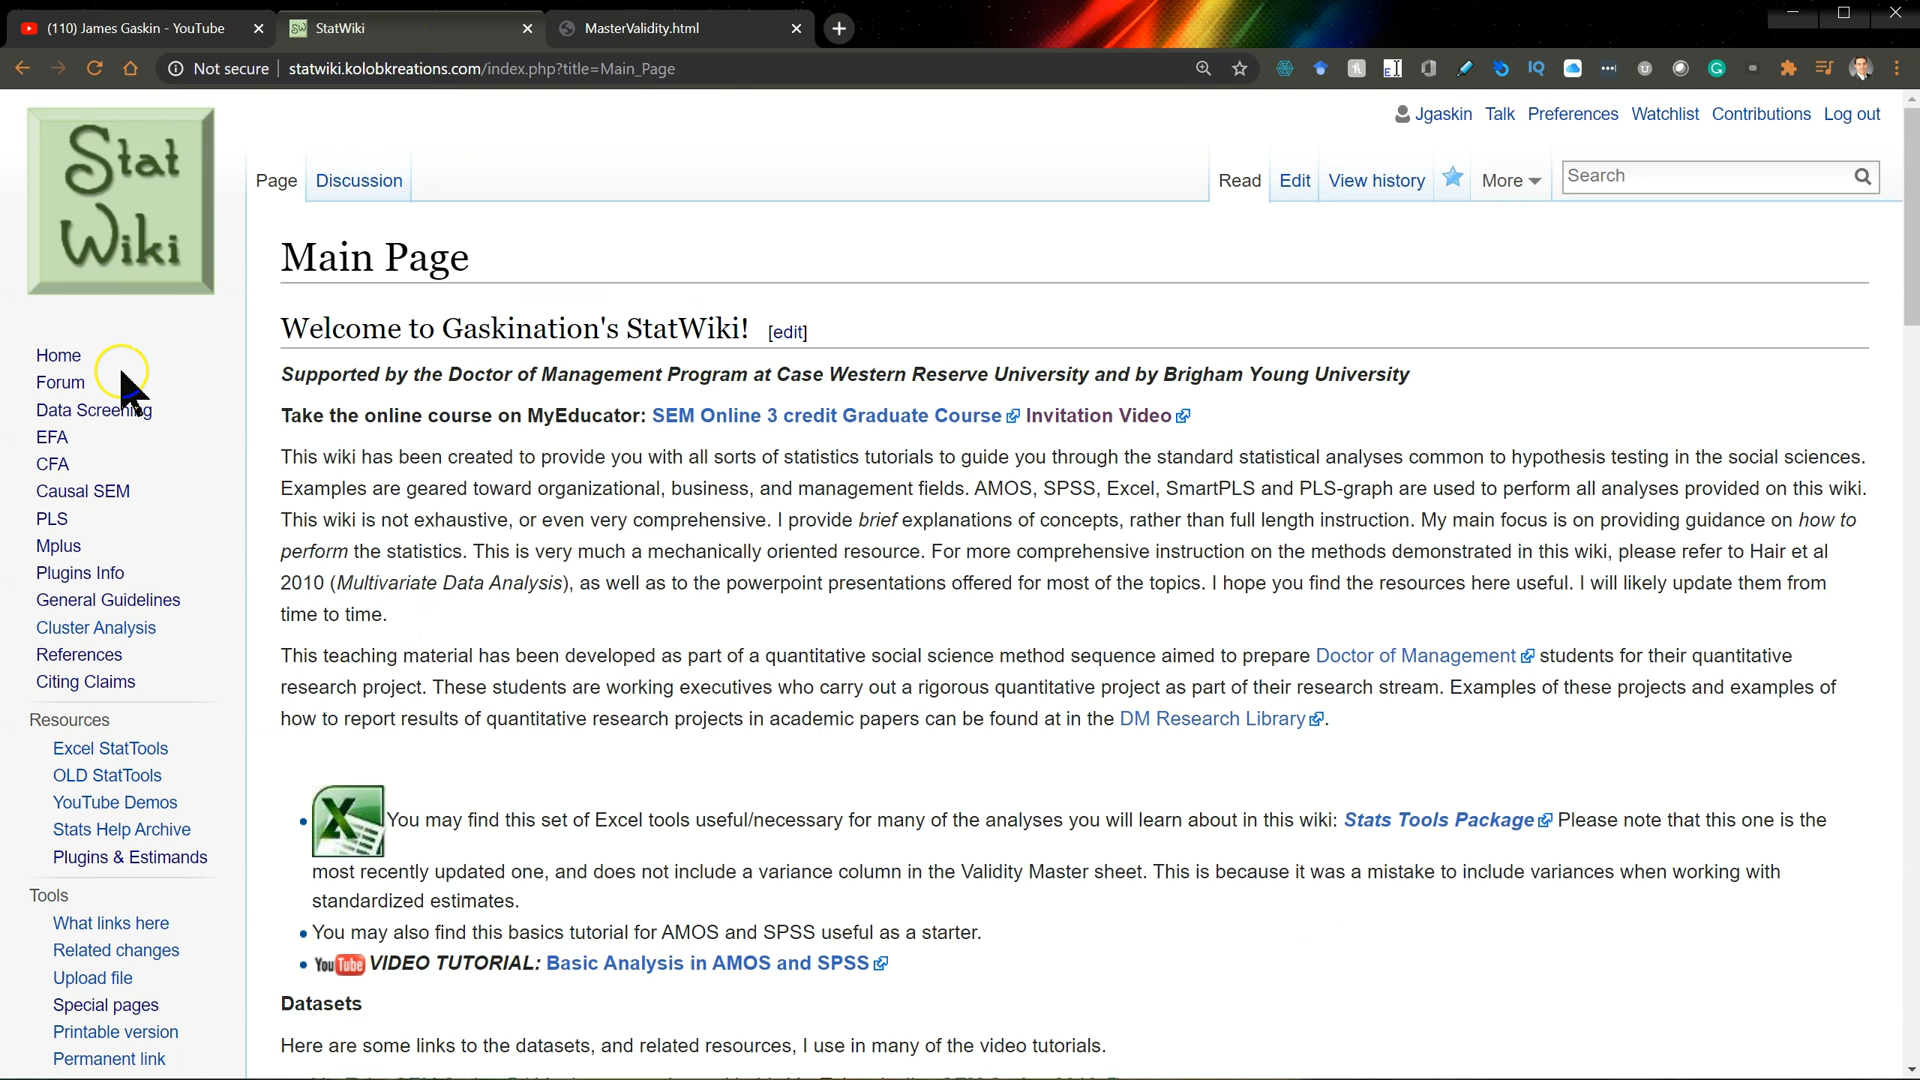 (110) James Gaskin - YouTube
StatWiki
MasterValidity.html
Not secure
statwiki.kolobkreations.com/index.php?title=Main_Page
Stat
Wiki
Jgaskin Talk Preferences Watchlist Contributions Log out
Page Discussion
Read Edit View history More Search
Main Page
Welcome to Gaskination's StatWiki! [edit]
Supported by the Doctor of Management Program at Case Western Reserve University and by Brigham Young University
Take the online course on MyEducator: SEM Online 3 credit Graduate Course Invitation Video
This wiki has been created to provide you with all sorts of statistics tutorials to guide you through the standard statistical analyses common to hypothesis testing in the social sciences.
Examples are geared toward organizational, business, and management fields. AMOS, SPSS, Excel, SmartPLS and PLS-graph are used to perform all analyses provided on this wiki.
This wiki is not exhaustive, or even very comprehensive. I provide brief explanations of concepts, rather than full length instruction. My main focus is on providing guidance on how to
perform the statistics. This is very much a mechanically oriented resource. For more comprehensive instruction on the methods demonstrated in this wiki, please refer to Hair et al
2010 (Multivariate Data Analysis), as well as to the powerpoint presentations offered for most of the topics. I hope you find the resources here useful. I will likely update them from
time to time.
This teaching material has been developed as part of a quantitative social science method sequence aimed to prepare Doctor of Management students for their quantitative
research project. These students are working executives who carry out a rigorous quantitative project as part of their research stream. Examples of these projects and examples of
how to report results of quantitative research projects in academic papers can be found at in the DM Research Library.
You may find this set of Excel tools useful/necessary for many of the analyses you will learn about in this wiki: Stats Tools Package Please note that this one is the
most recently updated one, and does not include a variance column in the Validity Master sheet. This is because it was a mistake to include variances when working with
standardized estimates.
You may also find this basics tutorial for AMOS and SPSS useful as a starter.
YouTube VIDEO TUTORIAL: Basic Analysis in AMOS and SPSS
Datasets
Here are some links to the datasets, and related resources, I use in many of the video tutorials.
Home
Forum
Data Screening
EFA
CFA
Causal SEM
PLS
Mplus
Plugins Info
General Guidelines
Cluster Analysis
References
Citing Claims
Resources
Excel StatTools
OLD StatTools
YouTube Demos
Stats Help Archive
Plugins & Estimands
Tools
What links here
Related changes
Upload file
Special pages
Printable version
Permanent link